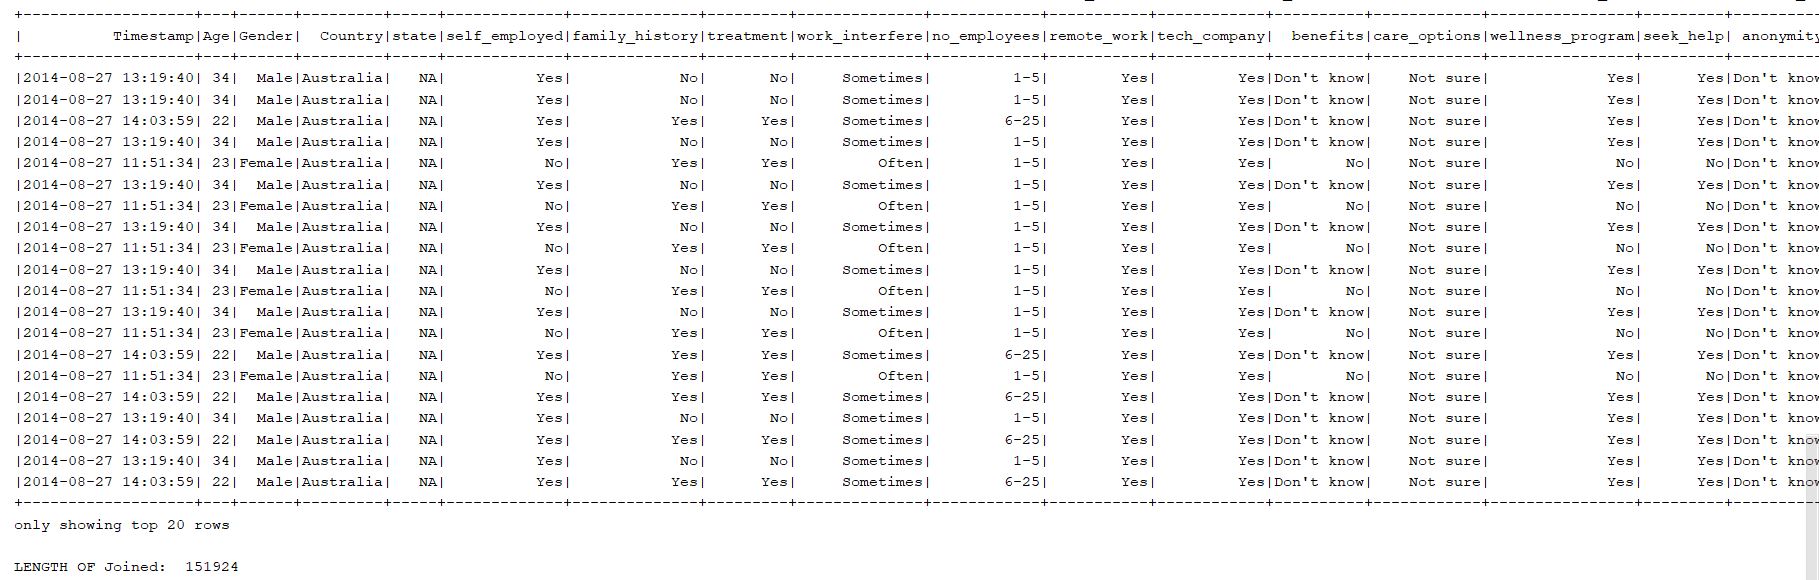 +-------------------+---+------+---------+-----+-------------+--------------+---------+--------------+------------+-----------+------------+----------+------------+----------------+---------+----------
|          Timestamp|Age|Gender|  Country|state|self_employed|family_history|treatment|work_interfere|no_employees|remote_work|tech_company|  benefits|care_options|wellness_program|seek_help| anonymity
+-------------------+---+------+---------+-----+-------------+--------------+---------+--------------+------------+-----------+------------+----------+------------+----------------+---------+----------
|2014-08-27 13:19:40| 34|  Male|Australia|   NA|          Yes|            No|       No|     Sometimes|         1-5|        Yes|         Yes|Don't know|    Not sure|             Yes|      Yes|Don't know
|2014-08-27 13:19:40| 34|  Male|Australia|   NA|          Yes|            No|       No|     Sometimes|         1-5|        Yes|         Yes|Don't know|    Not sure|             Yes|      Yes|Don't know
|2014-08-27 14:03:59| 22|  Male|Australia|   NA|          Yes|           Yes|      Yes|     Sometimes|        6-25|        Yes|         Yes|Don't know|    Not sure|             Yes|      Yes|Don't know
|2014-08-27 13:19:40| 34|  Male|Australia|   NA|          Yes|            No|       No|     Sometimes|         1-5|        Yes|         Yes|Don't know|    Not sure|             Yes|      Yes|Don't know
|2014-08-27 11:51:34| 23|Female|Australia|   NA|           No|           Yes|      Yes|         Often|         1-5|        Yes|         Yes|        No|    Not sure|              No|       No|Don't know
|2014-08-27 13:19:40| 34|  Male|Australia|   NA|          Yes|            No|       No|     Sometimes|         1-5|        Yes|         Yes|Don't know|    Not sure|             Yes|      Yes|Don't know
|2014-08-27 11:51:34| 23|Female|Australia|   NA|           No|           Yes|      Yes|         Often|         1-5|        Yes|         Yes|        No|    Not sure|              No|       No|Don't know
|2014-08-27 13:19:40| 34|  Male|Australia|   NA|          Yes|            No|       No|     Sometimes|         1-5|        Yes|         Yes|Don't know|    Not sure|             Yes|      Yes|Don't know
|2014-08-27 11:51:34| 23|Female|Australia|   NA|           No|           Yes|      Yes|         Often|         1-5|        Yes|         Yes|        No|    Not sure|              No|       No|Don't know
|2014-08-27 13:19:40| 34|  Male|Australia|   NA|          Yes|            No|       No|     Sometimes|         1-5|        Yes|         Yes|Don't know|    Not sure|             Yes|      Yes|Don't know
|2014-08-27 11:51:34| 23|Female|Australia|   NA|           No|           Yes|      Yes|         Often|         1-5|        Yes|         Yes|        No|    Not sure|              No|       No|Don't know
|2014-08-27 13:19:40| 34|  Male|Australia|   NA|          Yes|            No|       No|     Sometimes|         1-5|        Yes|         Yes|Don't know|    Not sure|             Yes|      Yes|Don't know
|2014-08-27 11:51:34| 23|Female|Australia|   NA|           No|           Yes|      Yes|         Often|         1-5|        Yes|         Yes|        No|    Not sure|              No|       No|Don't know
|2014-08-27 14:03:59| 22|  Male|Australia|   NA|          Yes|           Yes|      Yes|     Sometimes|        6-25|        Yes|         Yes|Don't know|    Not sure|             Yes|      Yes|Don't know
|2014-08-27 11:51:34| 23|Female|Australia|   NA|           No|           Yes|      Yes|         Often|         1-5|        Yes|         Yes|        No|    Not sure|              No|       No|Don't know
|2014-08-27 14:03:59| 22|  Male|Australia|   NA|          Yes|           Yes|      Yes|     Sometimes|        6-25|        Yes|         Yes|Don't know|    Not sure|             Yes|      Yes|Don't know
|2014-08-27 13:19:40| 34|  Male|Australia|   NA|          Yes|            No|       No|     Sometimes|         1-5|        Yes|         Yes|Don't know|    Not sure|             Yes|      Yes|Don't know
|2014-08-27 14:03:59| 22|  Male|Australia|   NA|          Yes|           Yes|      Yes|     Sometimes|        6-25|        Yes|         Yes|Don't know|    Not sure|             Yes|      Yes|Don't know
|2014-08-27 13:19:40| 34|  Male|Australia|   NA|          Yes|            No|       No|     Sometimes|         1-5|        Yes|         Yes|Don't know|    Not sure|             Yes|      Yes|Don't know
|2014-08-27 14:03:59| 22|  Male|Australia|   NA|          Yes|           Yes|      Yes|     Sometimes|        6-25|        Yes|         Yes|Don't know|    Not sure|             Yes|      Yes|Don't know
+-------------------+---+------+---------+-----+-------------+--------------+---------+--------------+------------+-----------+------------+----------+------------+----------------+---------+----------
only showing top 20 rows
LENGTH OF Joined:  151924